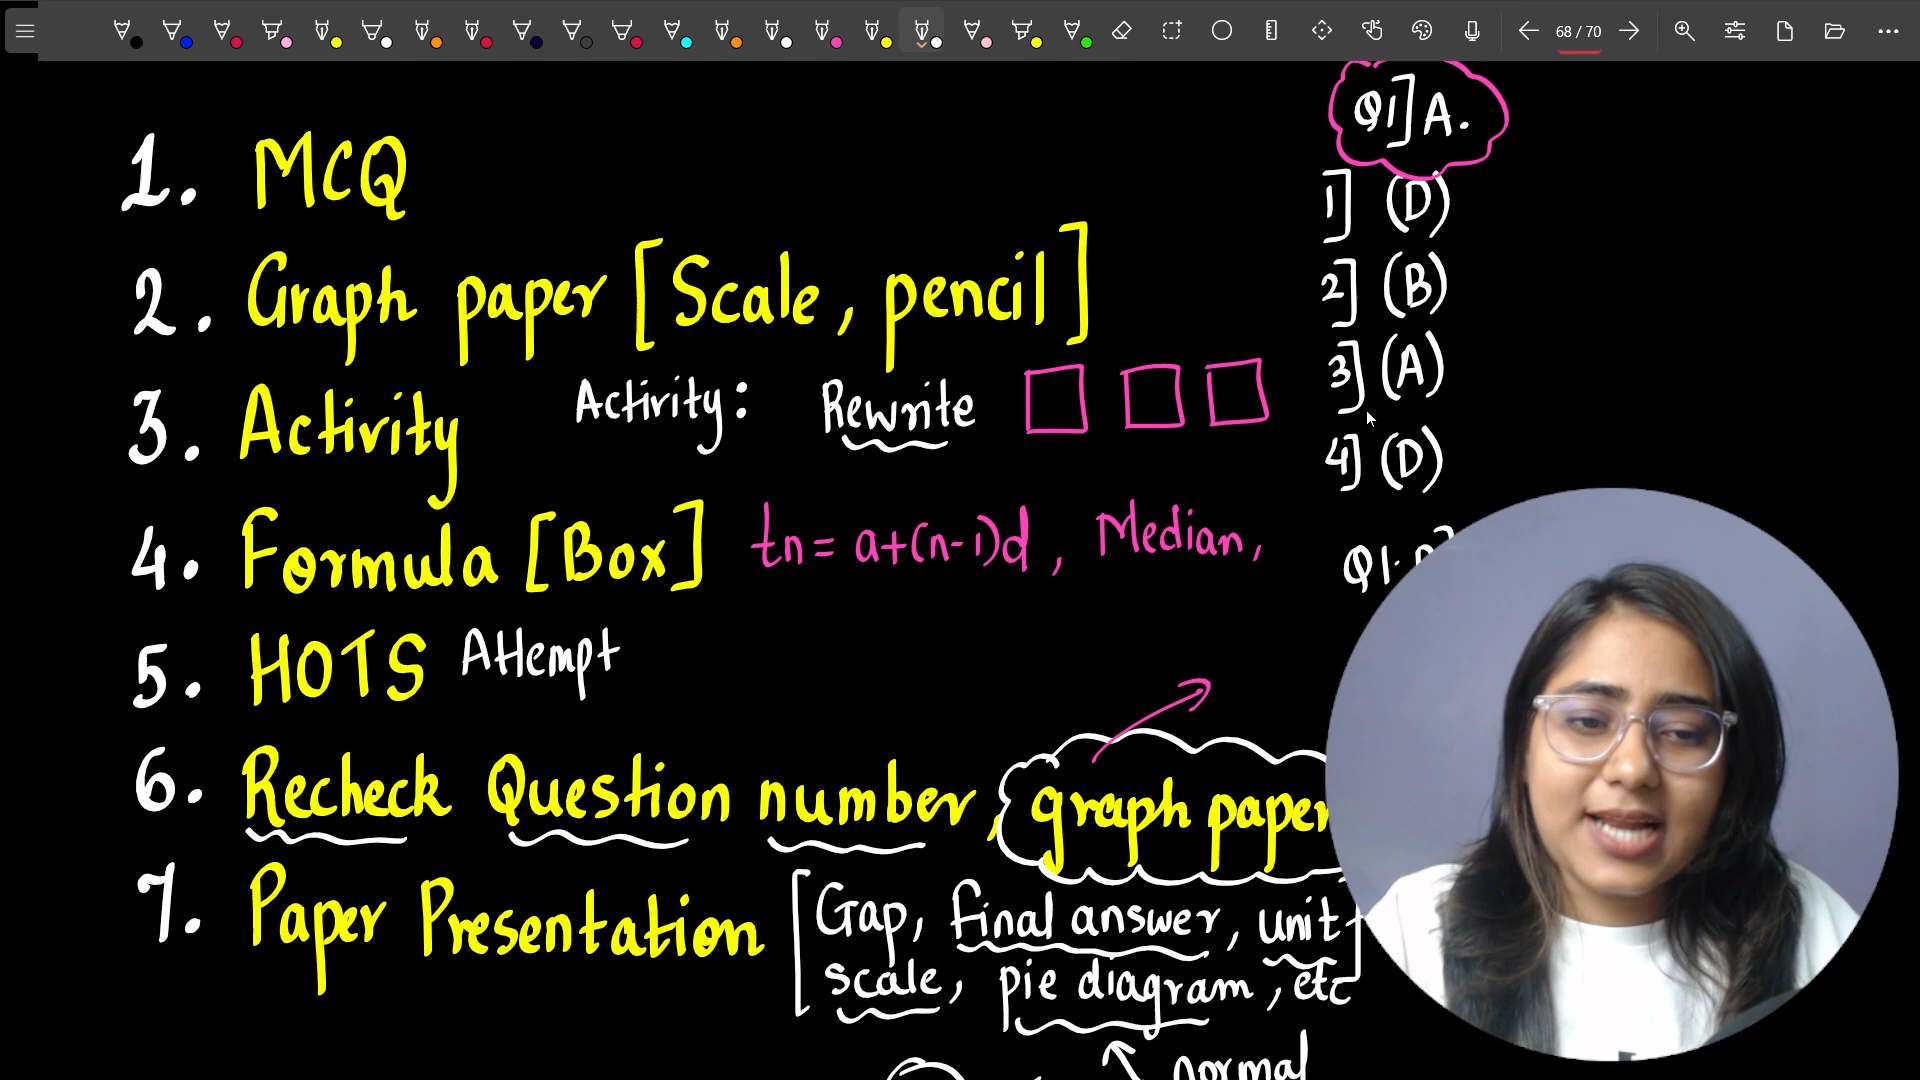 68 / 70
Q1] A.
1. MCQ
1] (D)
2. Graph paper [Scale, pencil]
2] (B)
3. Activity Activity: Rewrite
3] (A)
4] (D)
4. Formula [Box] tn = a+(n-1)d, Median,
Q1.
5. HOTS Attempt
6. Recheck Question number, graph paper
7. Paper Presentation [Gap, final answer, unit
scale, pie diagram, etc]
normal